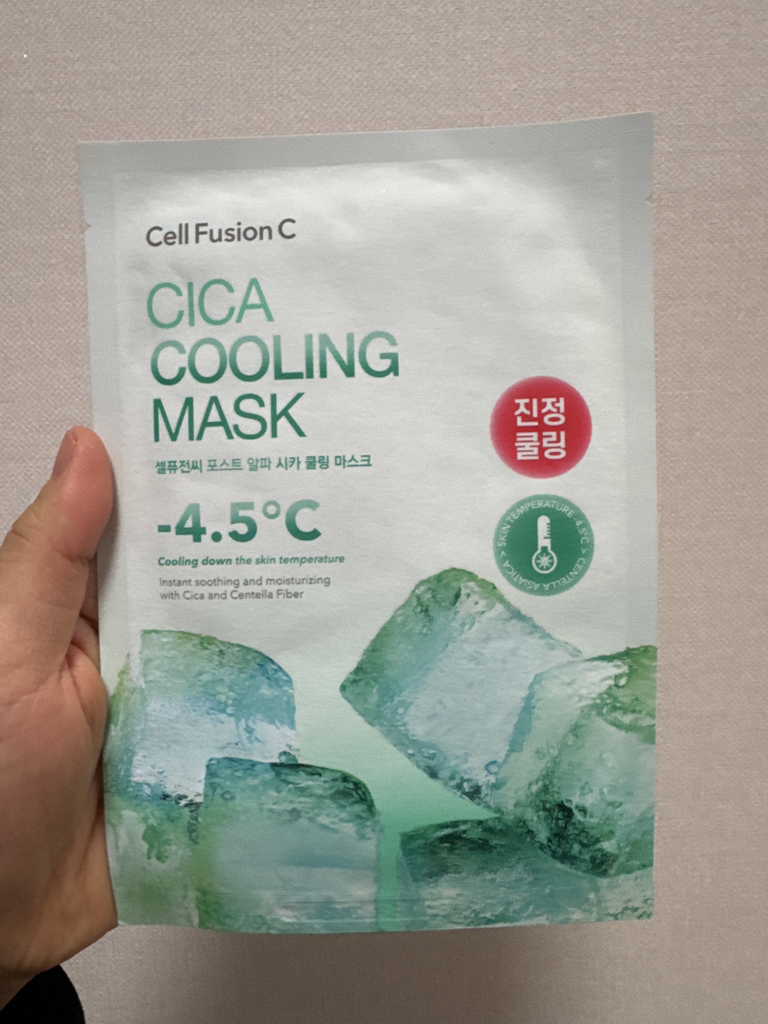 Cell Fusion C
CICA
COOLING
MASK
셀퓨전씨 포스트 알파 시카 쿨링 마스크
-4.5°C
Cooling down the skin temperature
Instant soothing and moisturizing
with Cica and Centella Fiber
진정
쿨링
SKIN TEMPERATURE -4.5°C > CENTELLA ASIATICA >